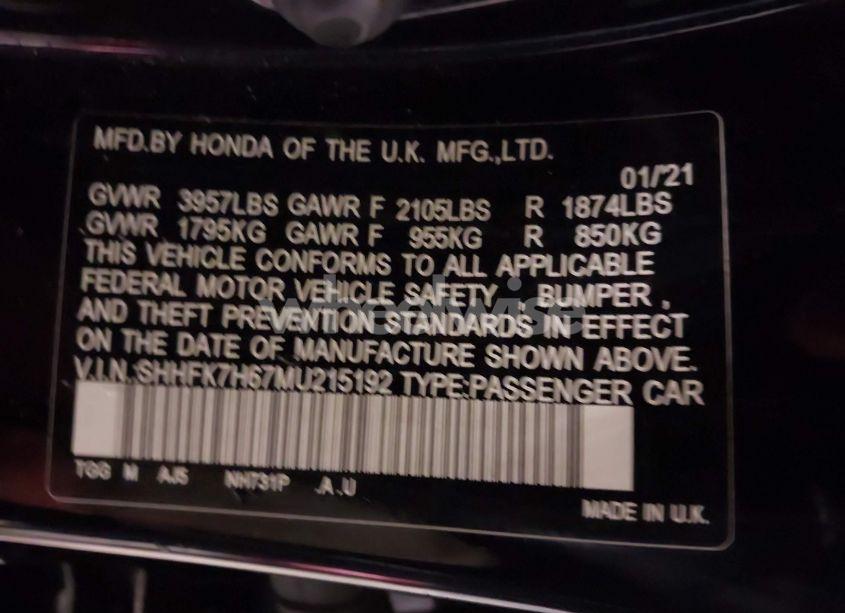 MFD.BY HONDA OF THE U.K. MFG.,LTD.
01/'21
GVWR 3957LBS GAWR F 2105LBS R 1874LBS
GVWR 1795KG GAWR F 955KG R 850KG
THIS VEHICLE CONFORMS TO ALL APPLICABLE
FEDERAL MOTOR VEHICLE SAFETY , BUMPER ,
AND THEFT PREVENTION STANDARDS IN EFFECT
ON THE DATE OF MANUFACTURE SHOWN ABOVE.
V.I.N.:SHHFK7H67MU215192 TYPE:PASSENGER CAR
TGG M AJ5 NH731P .A .U
MADE IN U.K.
wheelwise